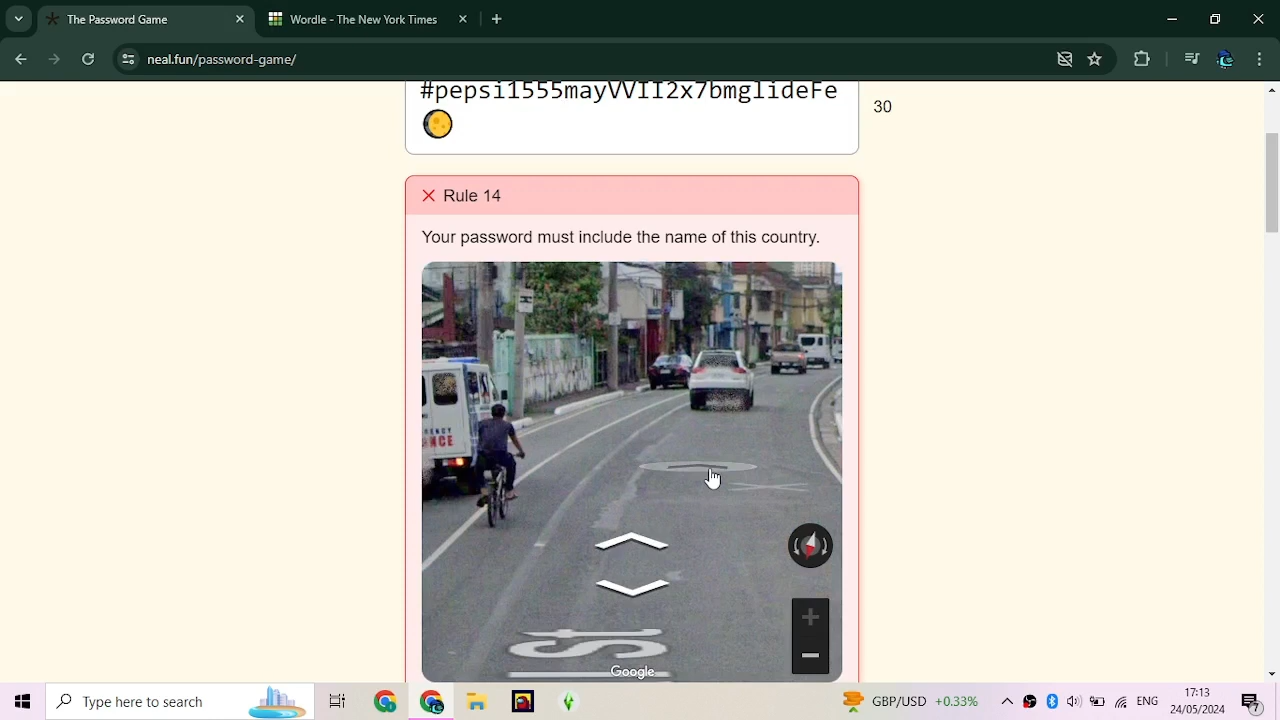 The Password Game
Wordle - The New York Times
neal.fun/password-game/
#pepsi1555mayVVII2x7bmglideFe
🌔
30
Rule 14
Your password must include the name of this country.
Google
Type here to search
GBP/USD +0.33%
ENG
17:13
24/05/2024
7